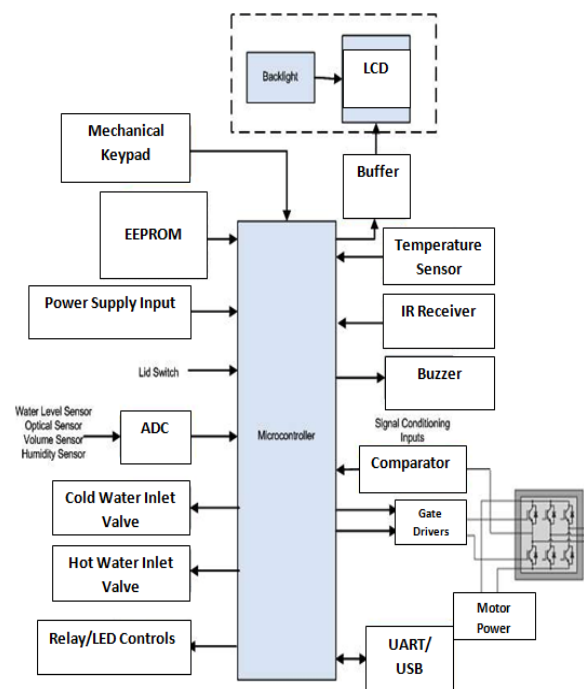 Backlight
LCD
Mechanical
Keypad
Buffer
EEPROM
Temperature
Sensor
Power Supply Input
IR Receiver
Lid Switch
Buzzer
Water Level Sensor
Optical Sensor
Volume Sensor
Humidity Sensor
ADC
Microcontroller
Signal Conditioning
Inputs
Comparator
Cold Water Inlet
Valve
Gate
Drivers
Hot Water Inlet
Valve
Motor
Power
Relay/LED Controls
UART/
USB